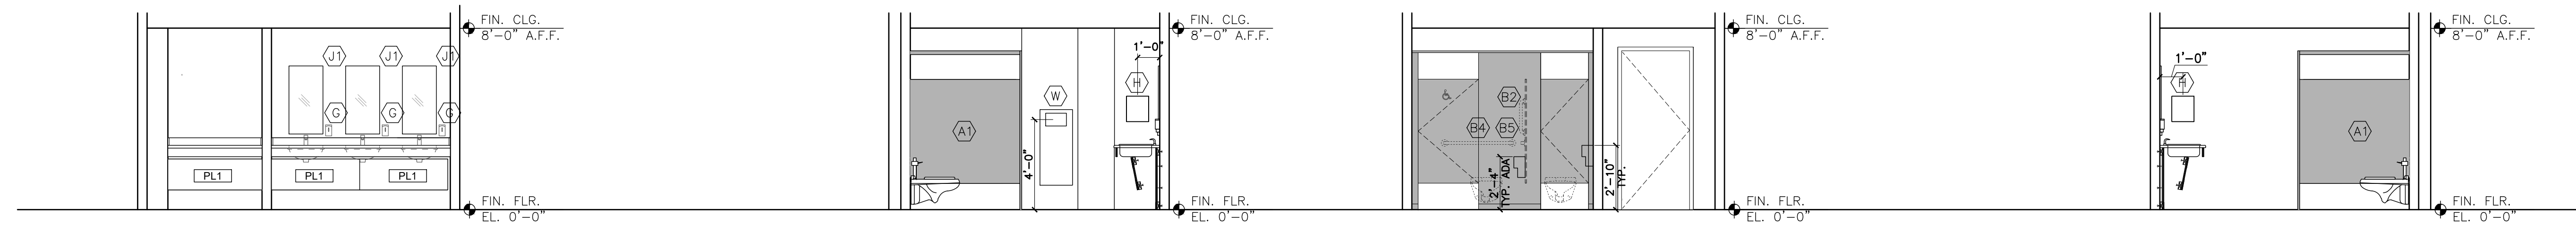 FIN. CLG.
8'-0" A.F.F.
J1
J1
J1
G
G
G
PL1
PL1
PL1
FIN. FLR.
EL. 0'-0"
FIN. CLG.
8'-0" A.F.F.
1'-0"
H
W
A1
4'-0"
FIN. FLR.
EL. 0'-0"
FIN. CLG.
8'-0" A.F.F.
B2
B4
B5
2'-4"
TYP. ADA
2'-10"
TYP.
FIN. FLR.
EL. 0'-0"
FIN. CLG.
8'-0" A.F.F.
1'-0"
H
A1
FIN. FLR.
EL. 0'-0"